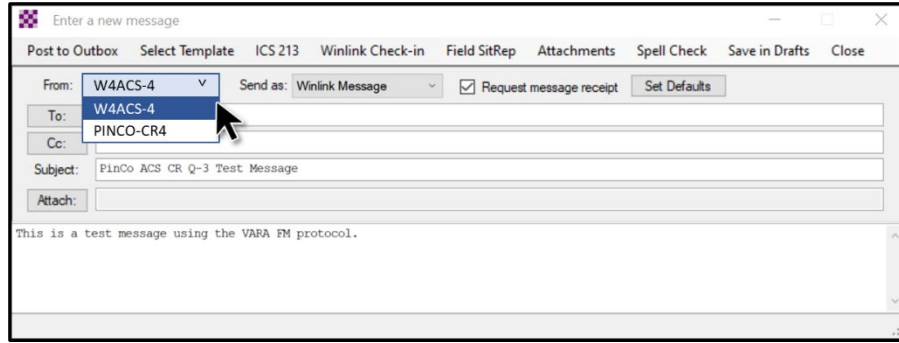 Enter a new message
Post to Outbox Select Template ICS 213 Winlink Check-in Field SitRep Attachments Spell Check Save in Drafts Close
From: W4ACS-4 Send as: Winlink Message Request message receipt Set Defaults
W4ACS-4
To:
PINCO-CR4
Cc:
Subject: PinCo ACS CR Q-3 Test Message
Attach:
This is a test message using the VARA FM protocol.